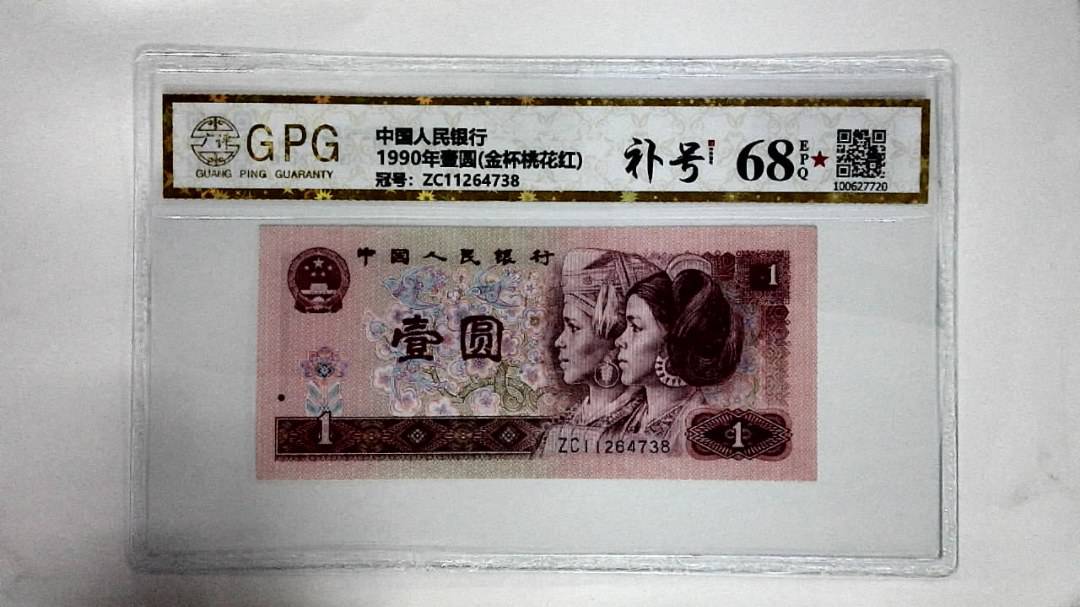 GPG
GUANG PING GUARANTY
中国人民银行
1990年壹圆(金杯桃花红)
冠号：ZC11264738
补号
68 EPQ★
100627720
中国人民银行
1
壹圆
1
ZC11264738
1